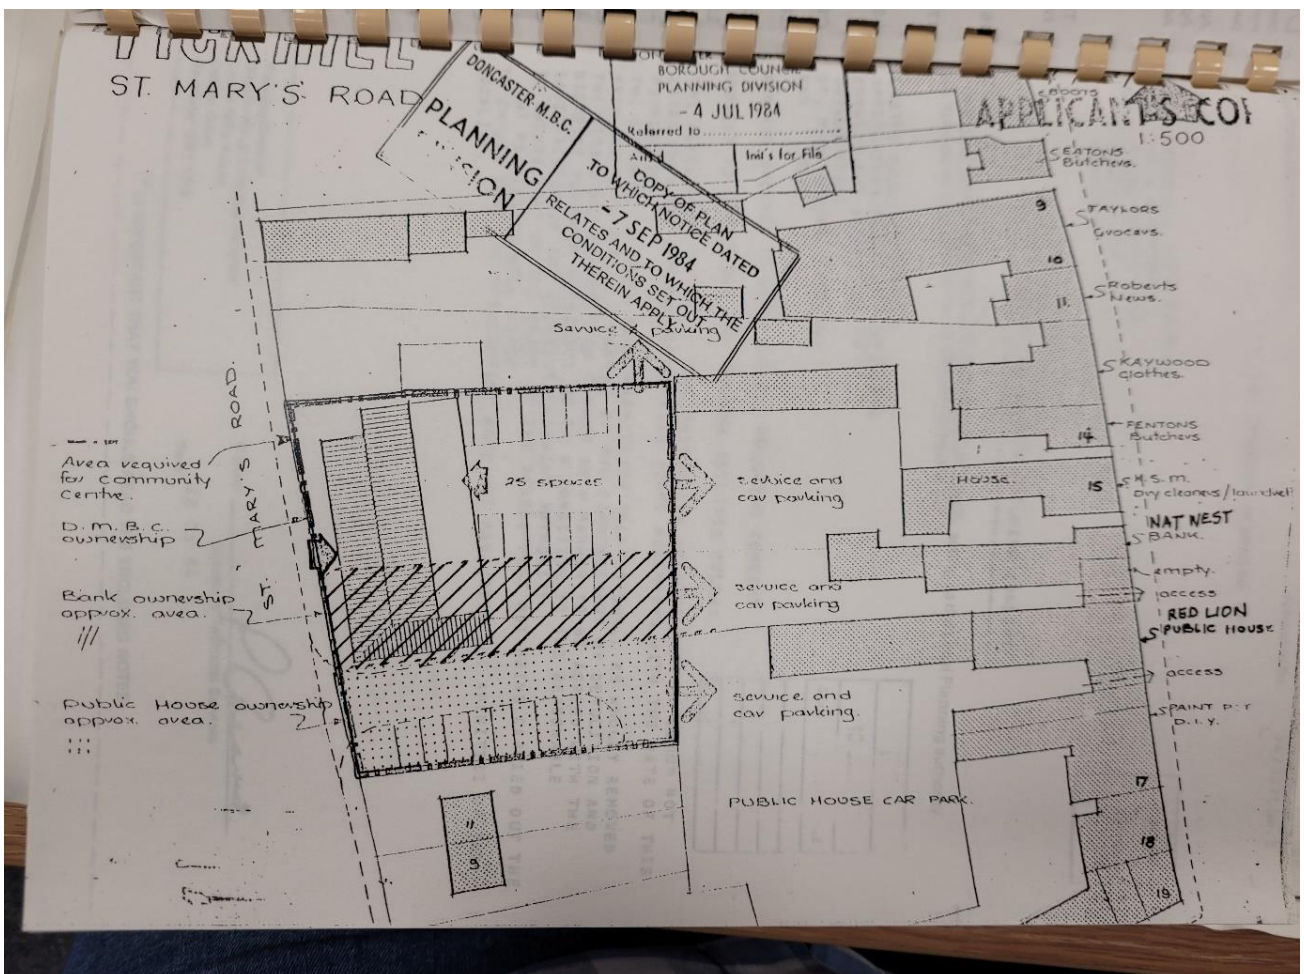 TICKHILL
ST. MARY'S ROAD
DONCASTER M.B.C.
PLANNING
COPY OF PLAN
TO WHICH NOTICE DATED
- 7 SEP 1984
RELATES AND TO WHICH THE
CONDITIONS SET OUT
THEREIN APPLY
BOROUGH COUNCIL
PLANNING DIVISION
- 4 JUL 1984
Referred to
Init's for File
APPLICANT'S
1:500
BOOTS
EATONS
Butchers.
9
TAYLORS
Grocers.
10
11
Roberts
News.
KAYWOOD
Clothes.
FENTONS
Butchers.
14
House.
15
Dry cleaners/
NAT NEST
BANK.
empty.
access
RED LION
PUBLIC HOUSE
access
PAINT
D.I.Y.
17
18
19
Service & parking
25 spaces
service and
car parking
service and
car parking
service and
car parking.
PUBLIC HOUSE CAR PARK.
ST. MARY'S ROAD.
Area required
for community
Centre.
D.M.B.C.
ownership
Bank ownership
approx. area.
Public House ownership
approx. area.
11
9